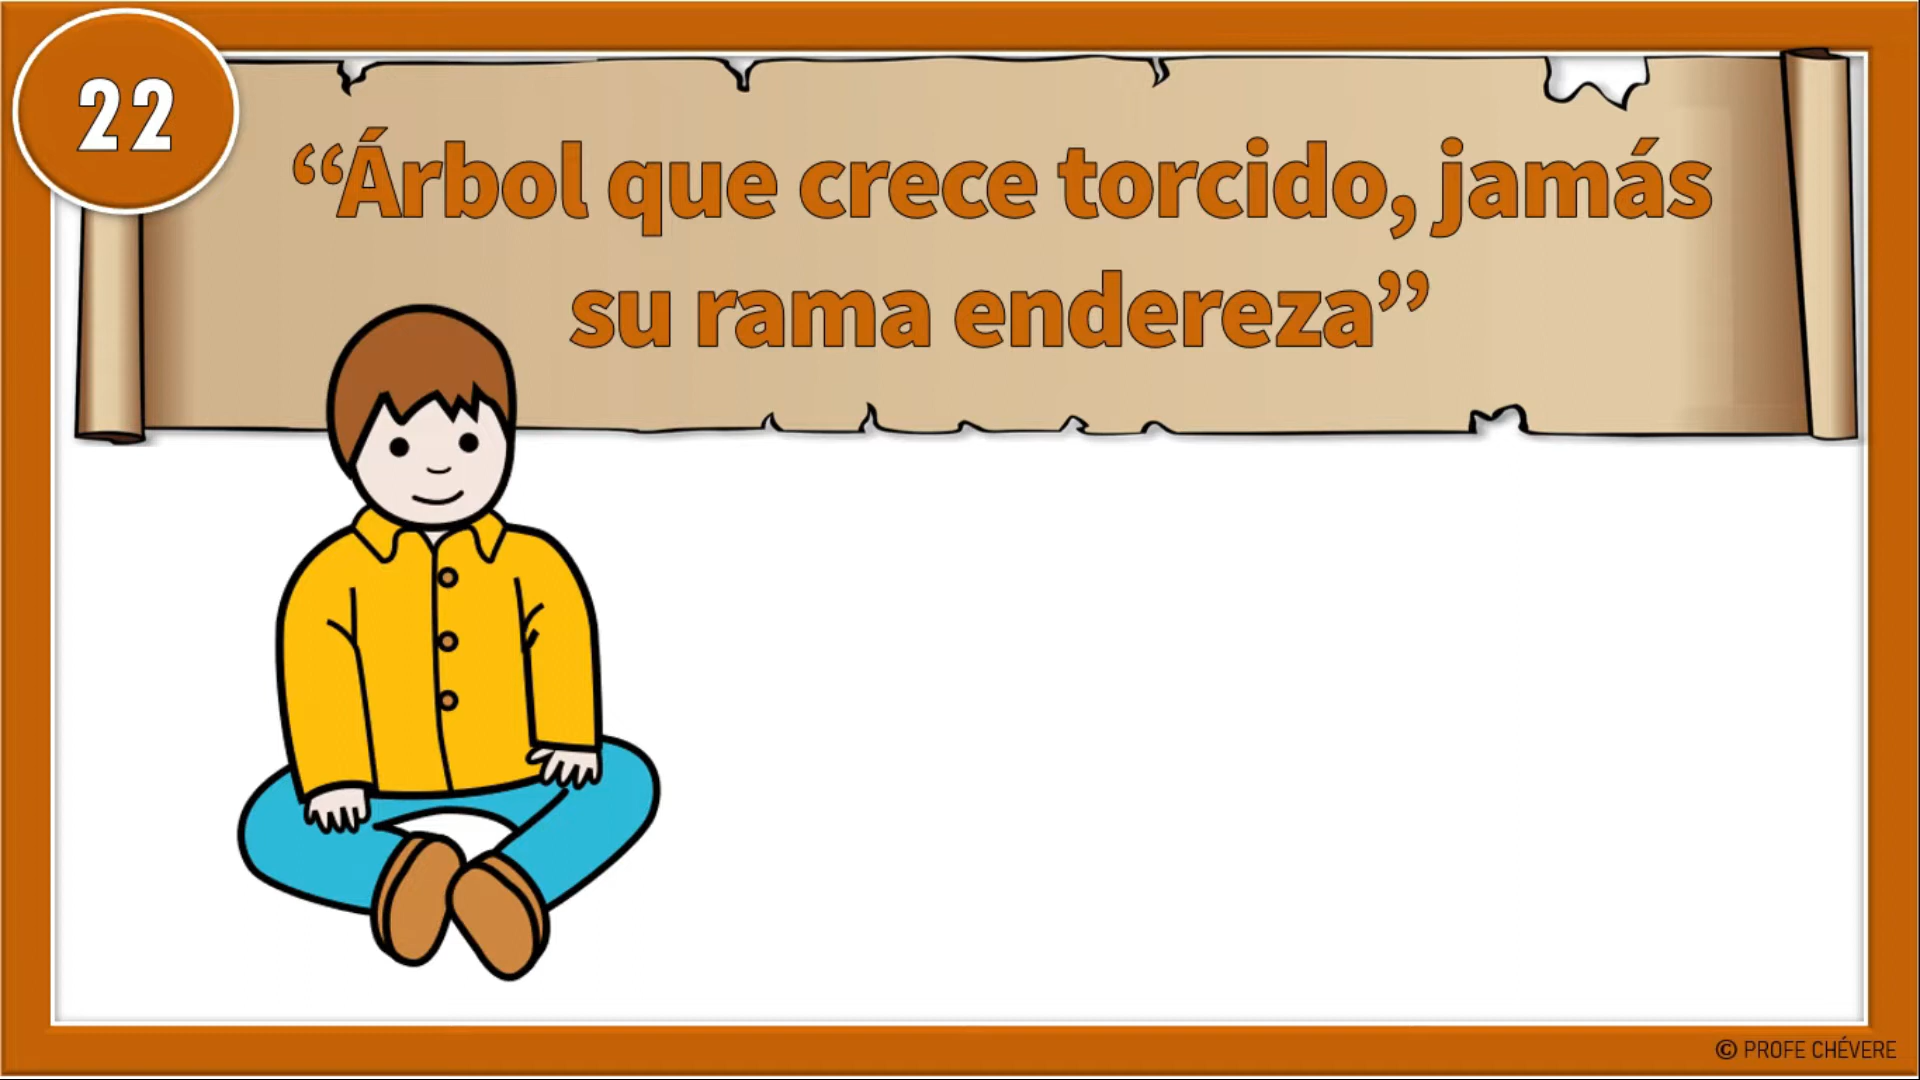 22
“Árbol que crece torcido, jamás
su rama endereza”
© PROFE CHÉVERE